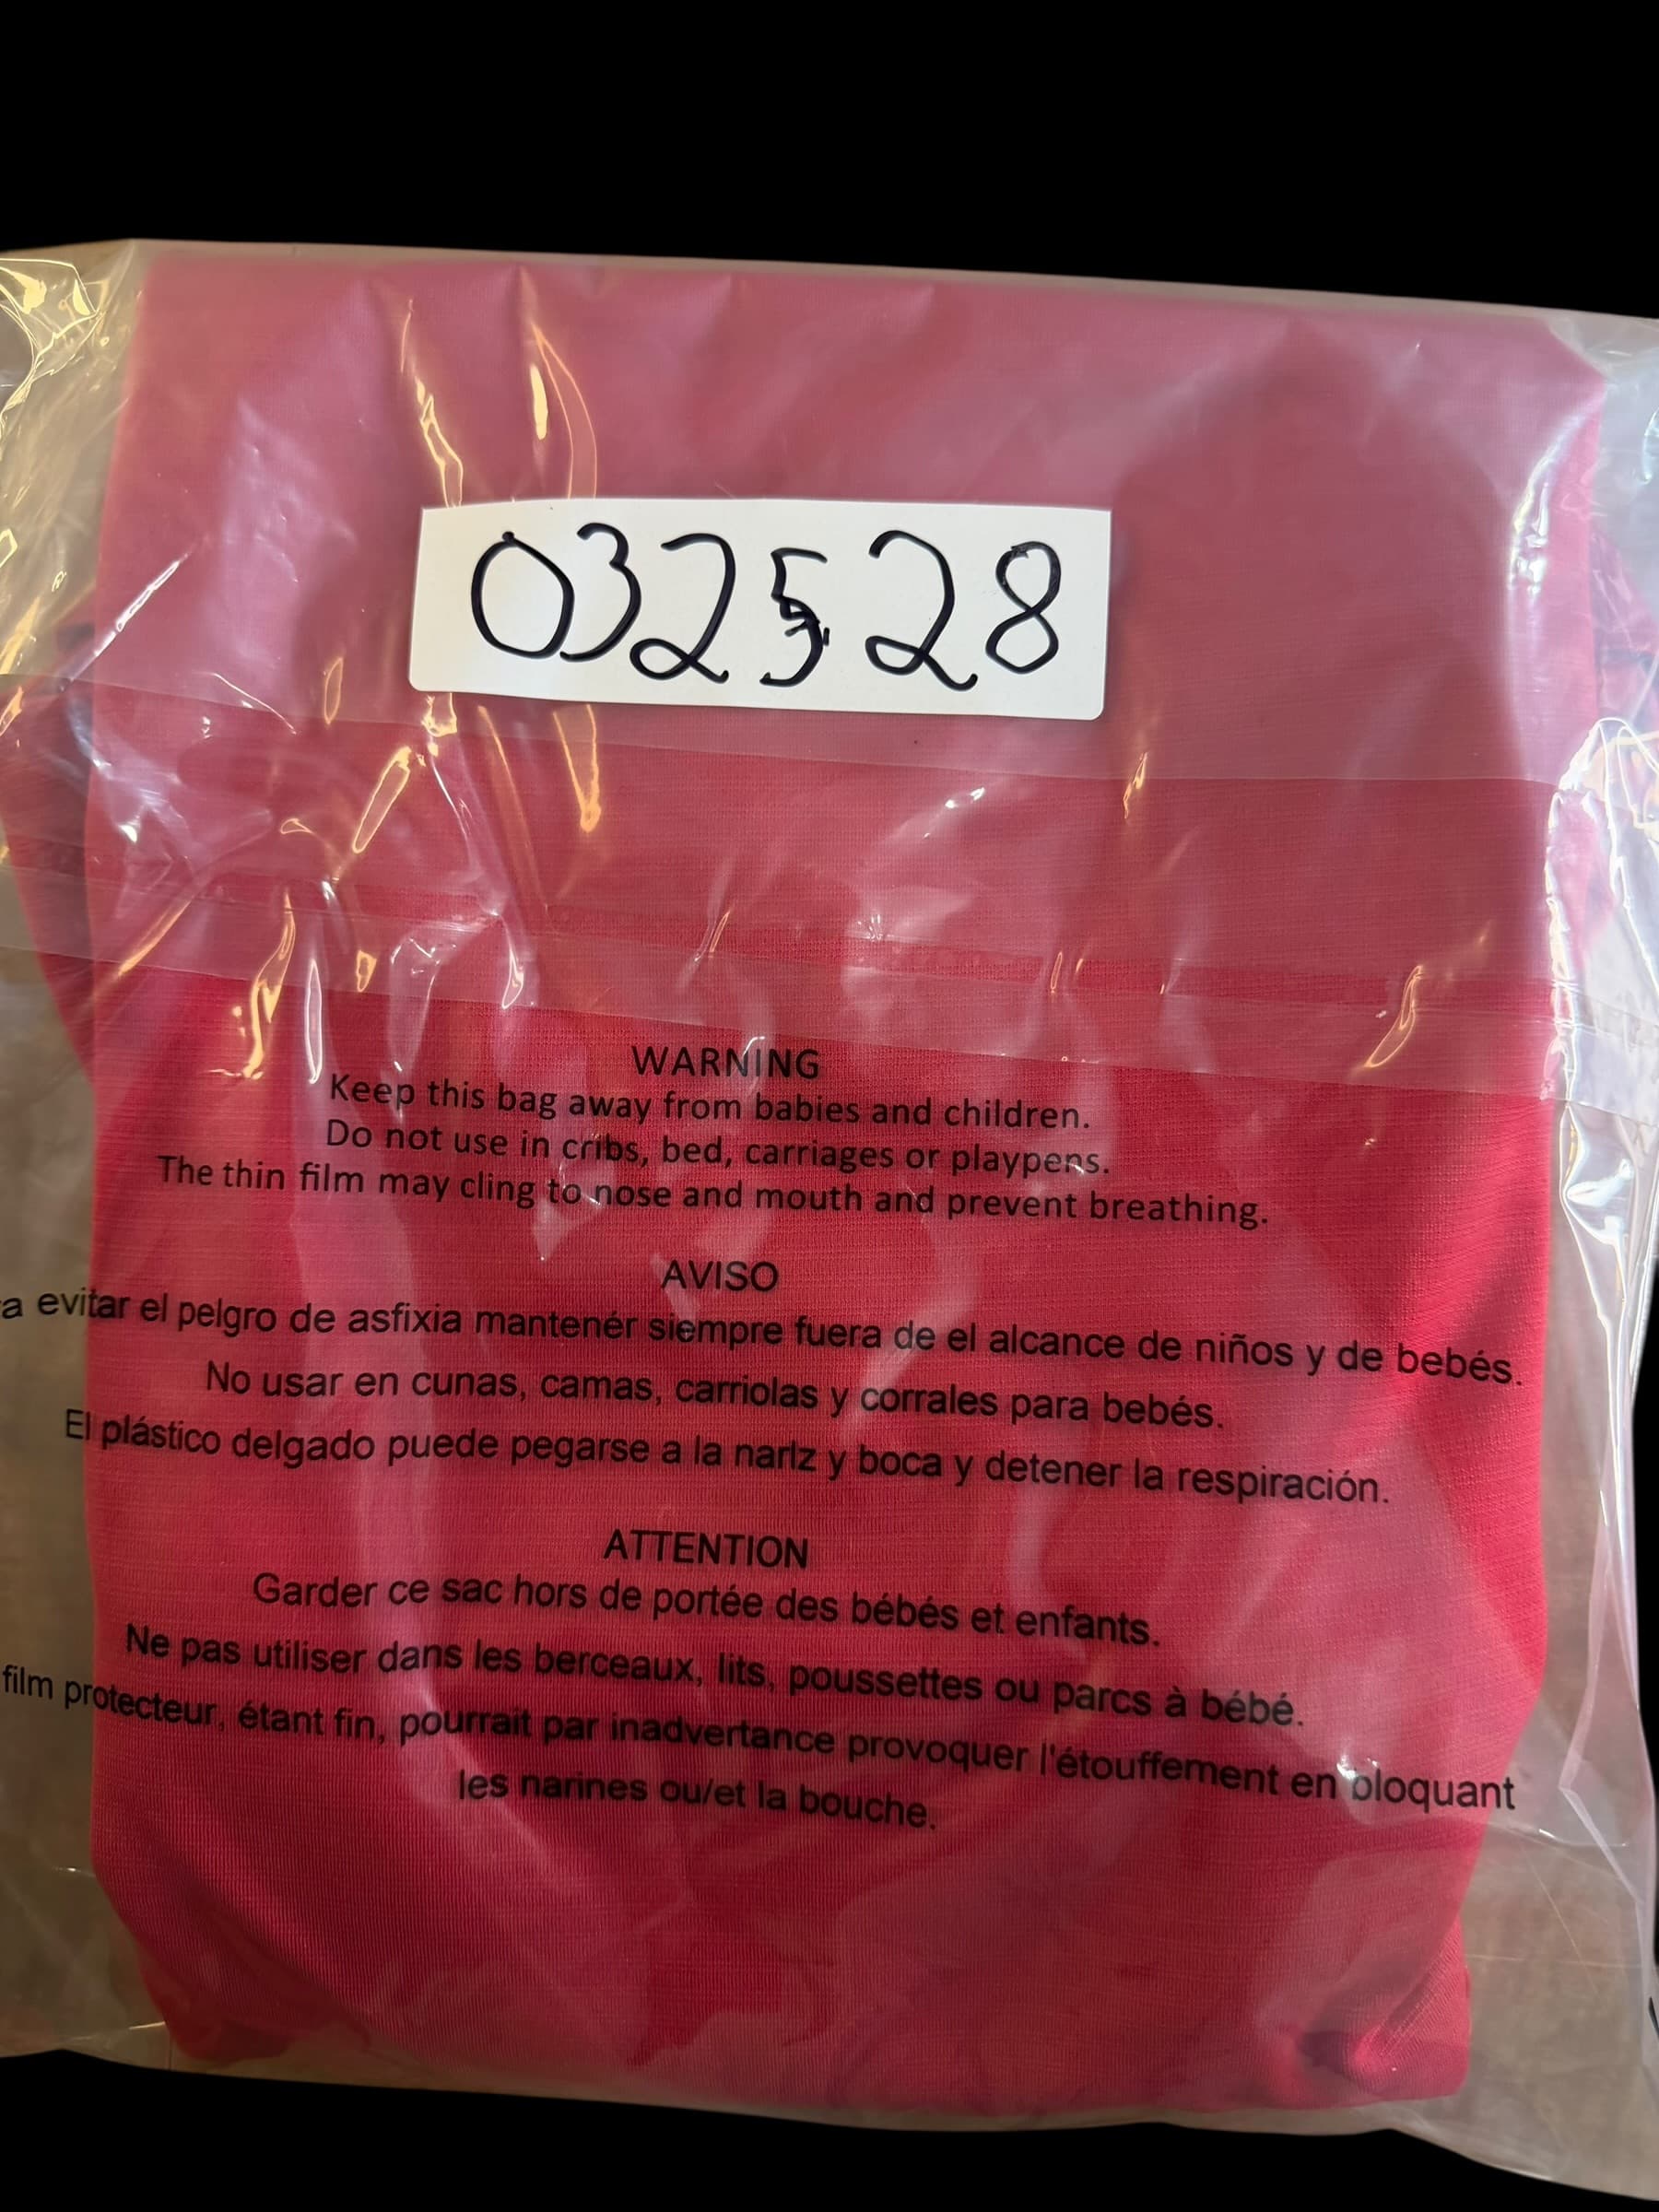 032528
WARNING
Keep this bag away from babies and children.
Do not use in cribs, bed, carriages or playpens.
The thin film may cling to nose and mouth and prevent breathing.
AVISO
evitar el pelgro de asfixia mantenér siempre fuera de el alcance de niños y de bebés.
No usar en cunas, camas, carriolas y corrales para bebés.
El plástico delgado puede pegarse a la narIz y boca y detener la respiración.
ATTENTION
Garder ce sac hors de portée des bébés et enfants.
Ne pas utiliser dans les berceaux, lits, poussettes ou parcs à bébé.
film protecteur, étant fin, pourrait par inadvertance provoquer l'étouffement en bloquant
les narines ou/et la bouche.